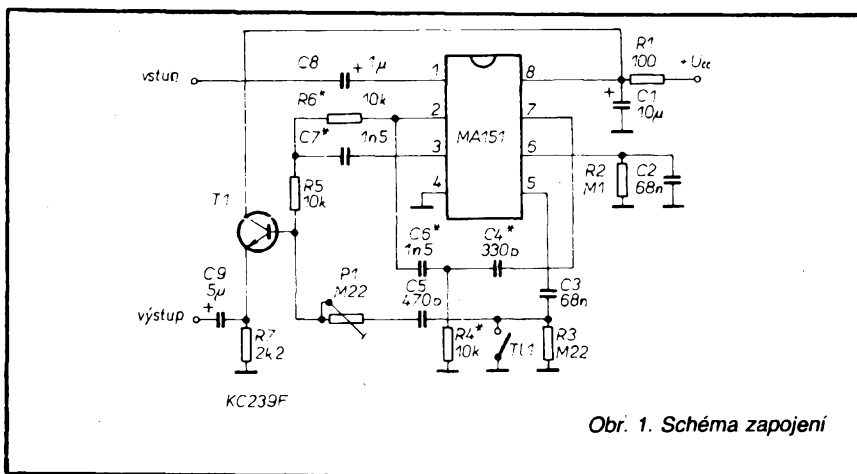 C8
+ 1µ
vstup
1
8
R1
100
+ Ucc
R6*
10k
C7*
1n5
2
7
+
C1
10µ
MA151
3
6
R2
M1
C2
68n
4
5
T1
R5
10k
C6*
1n5
C4*
330p
C9
5µ
+
P1
M22
C5
470p
C3
68n
výstup
R7
2k2
R4*
10k
Tl1
R3
M22
KC239F
Obr. 1. Schéma zapojení